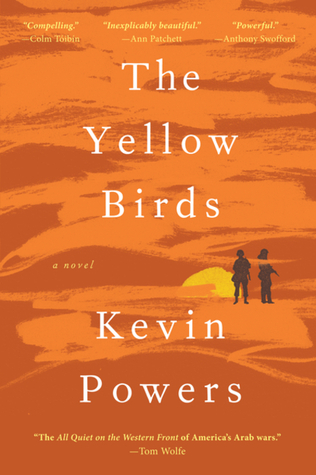 “Compelling.” “Inexplicably beautiful.” “Powerful.”
—Colm Tóibín —Ann Patchett —Anthony Swofford
The
Yellow
Birds
a novel
Kevin
Powers
“The All Quiet on the Western Front of America’s Arab wars.”
—Tom Wolfe